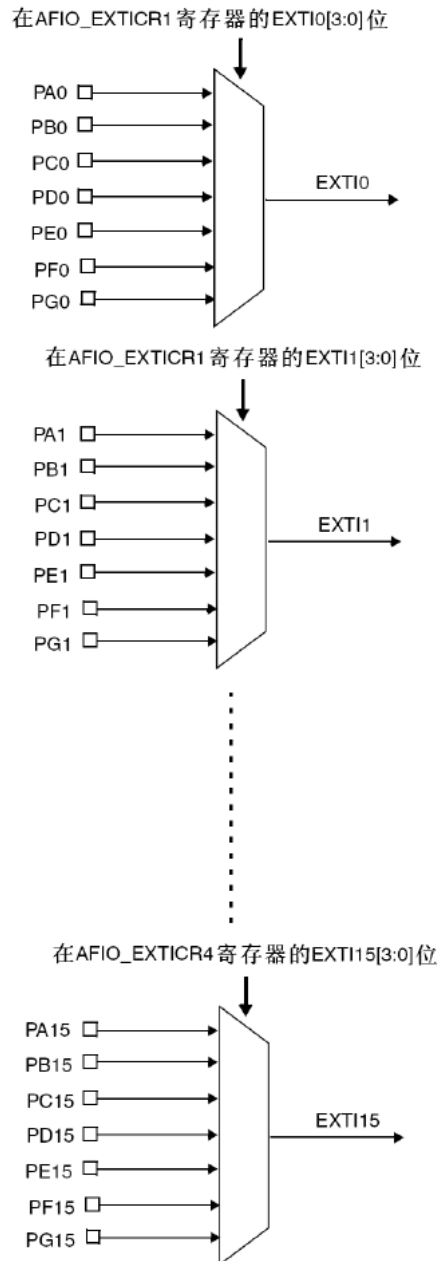 在AFIO_EXTICR1寄存器的EXTI0[3:0]位
PA0
PB0
PC0
PD0
PE0
PF0
PG0
EXTI0
在AFIO_EXTICR1寄存器的EXTI1[3:0]位
PA1
PB1
PC1
PD1
PE1
PF1
PG1
EXTI1
在AFIO_EXTICR4寄存器的EXTI15[3:0]位
PA15
PB15
PC15
PD15
PE15
PF15
PG15
EXTI15